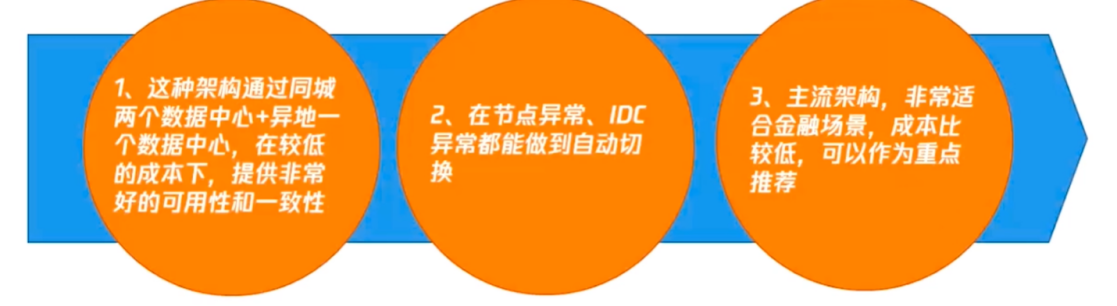 1、这种架构通过同城
两个数据中心+异地一
个数据中心，在较低
的成本下，提供非常
好的可用性和一致性
2、在节点异常、IDC
异常都能做到自动切
换
3、主流架构，非常适
合金融场景，成本比
较低，可以作为重点
推荐